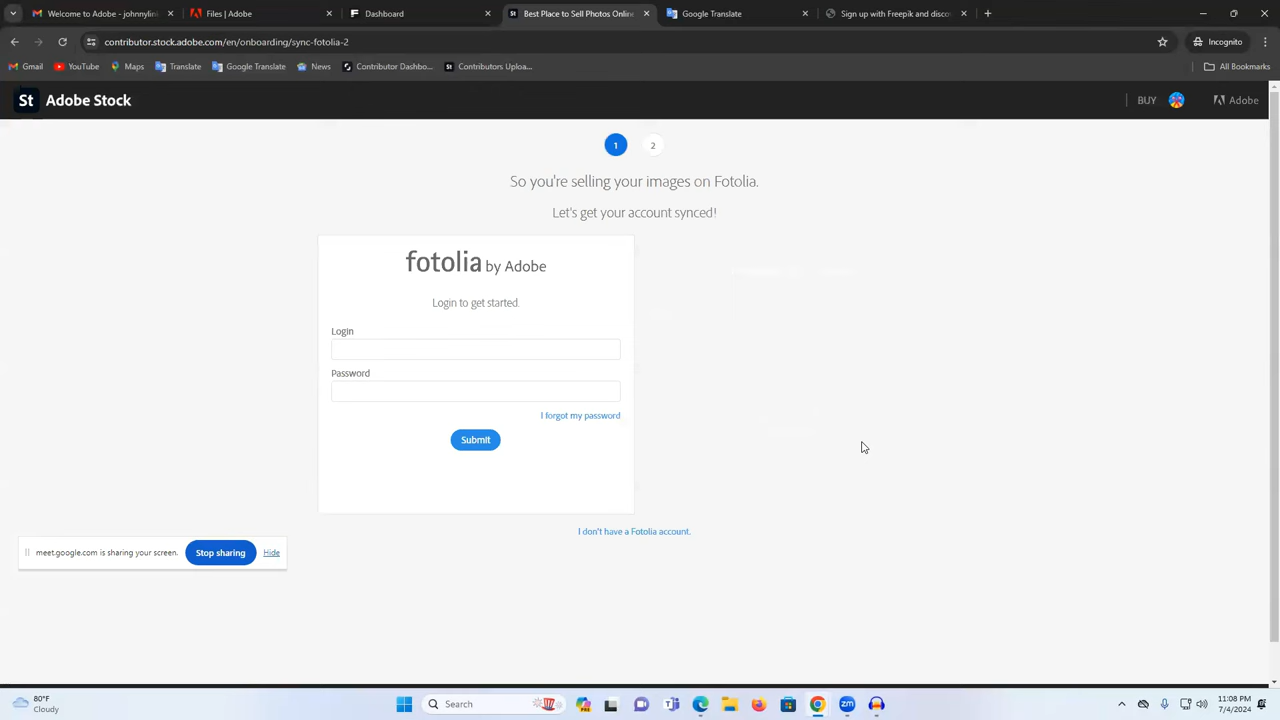 Welcome to Adobe - johnnylim
Files | Adobe
Dashboard
Best Place to Sell Photos Online
Google Translate
Sign up with Freepik and disco
contributor.stock.adobe.com/en/onboarding/sync-fotolia-2
Incognito
Gmail
YouTube
Maps
Translate
Google Translate
News
Contributor Dashbo...
Contributors Uploa...
All Bookmarks
St Adobe Stock
BUY
Adobe
1 2
So you're selling your images on Fotolia.
Let's get your account synced!
fotolia by Adobe
Login to get started.
Login
Password
I forgot my password
Submit
I don't have a Fotolia account.
meet.google.com is sharing your screen.
Stop sharing
Hide
80°F
Cloudy
Search
11:08 PM
7/4/2024